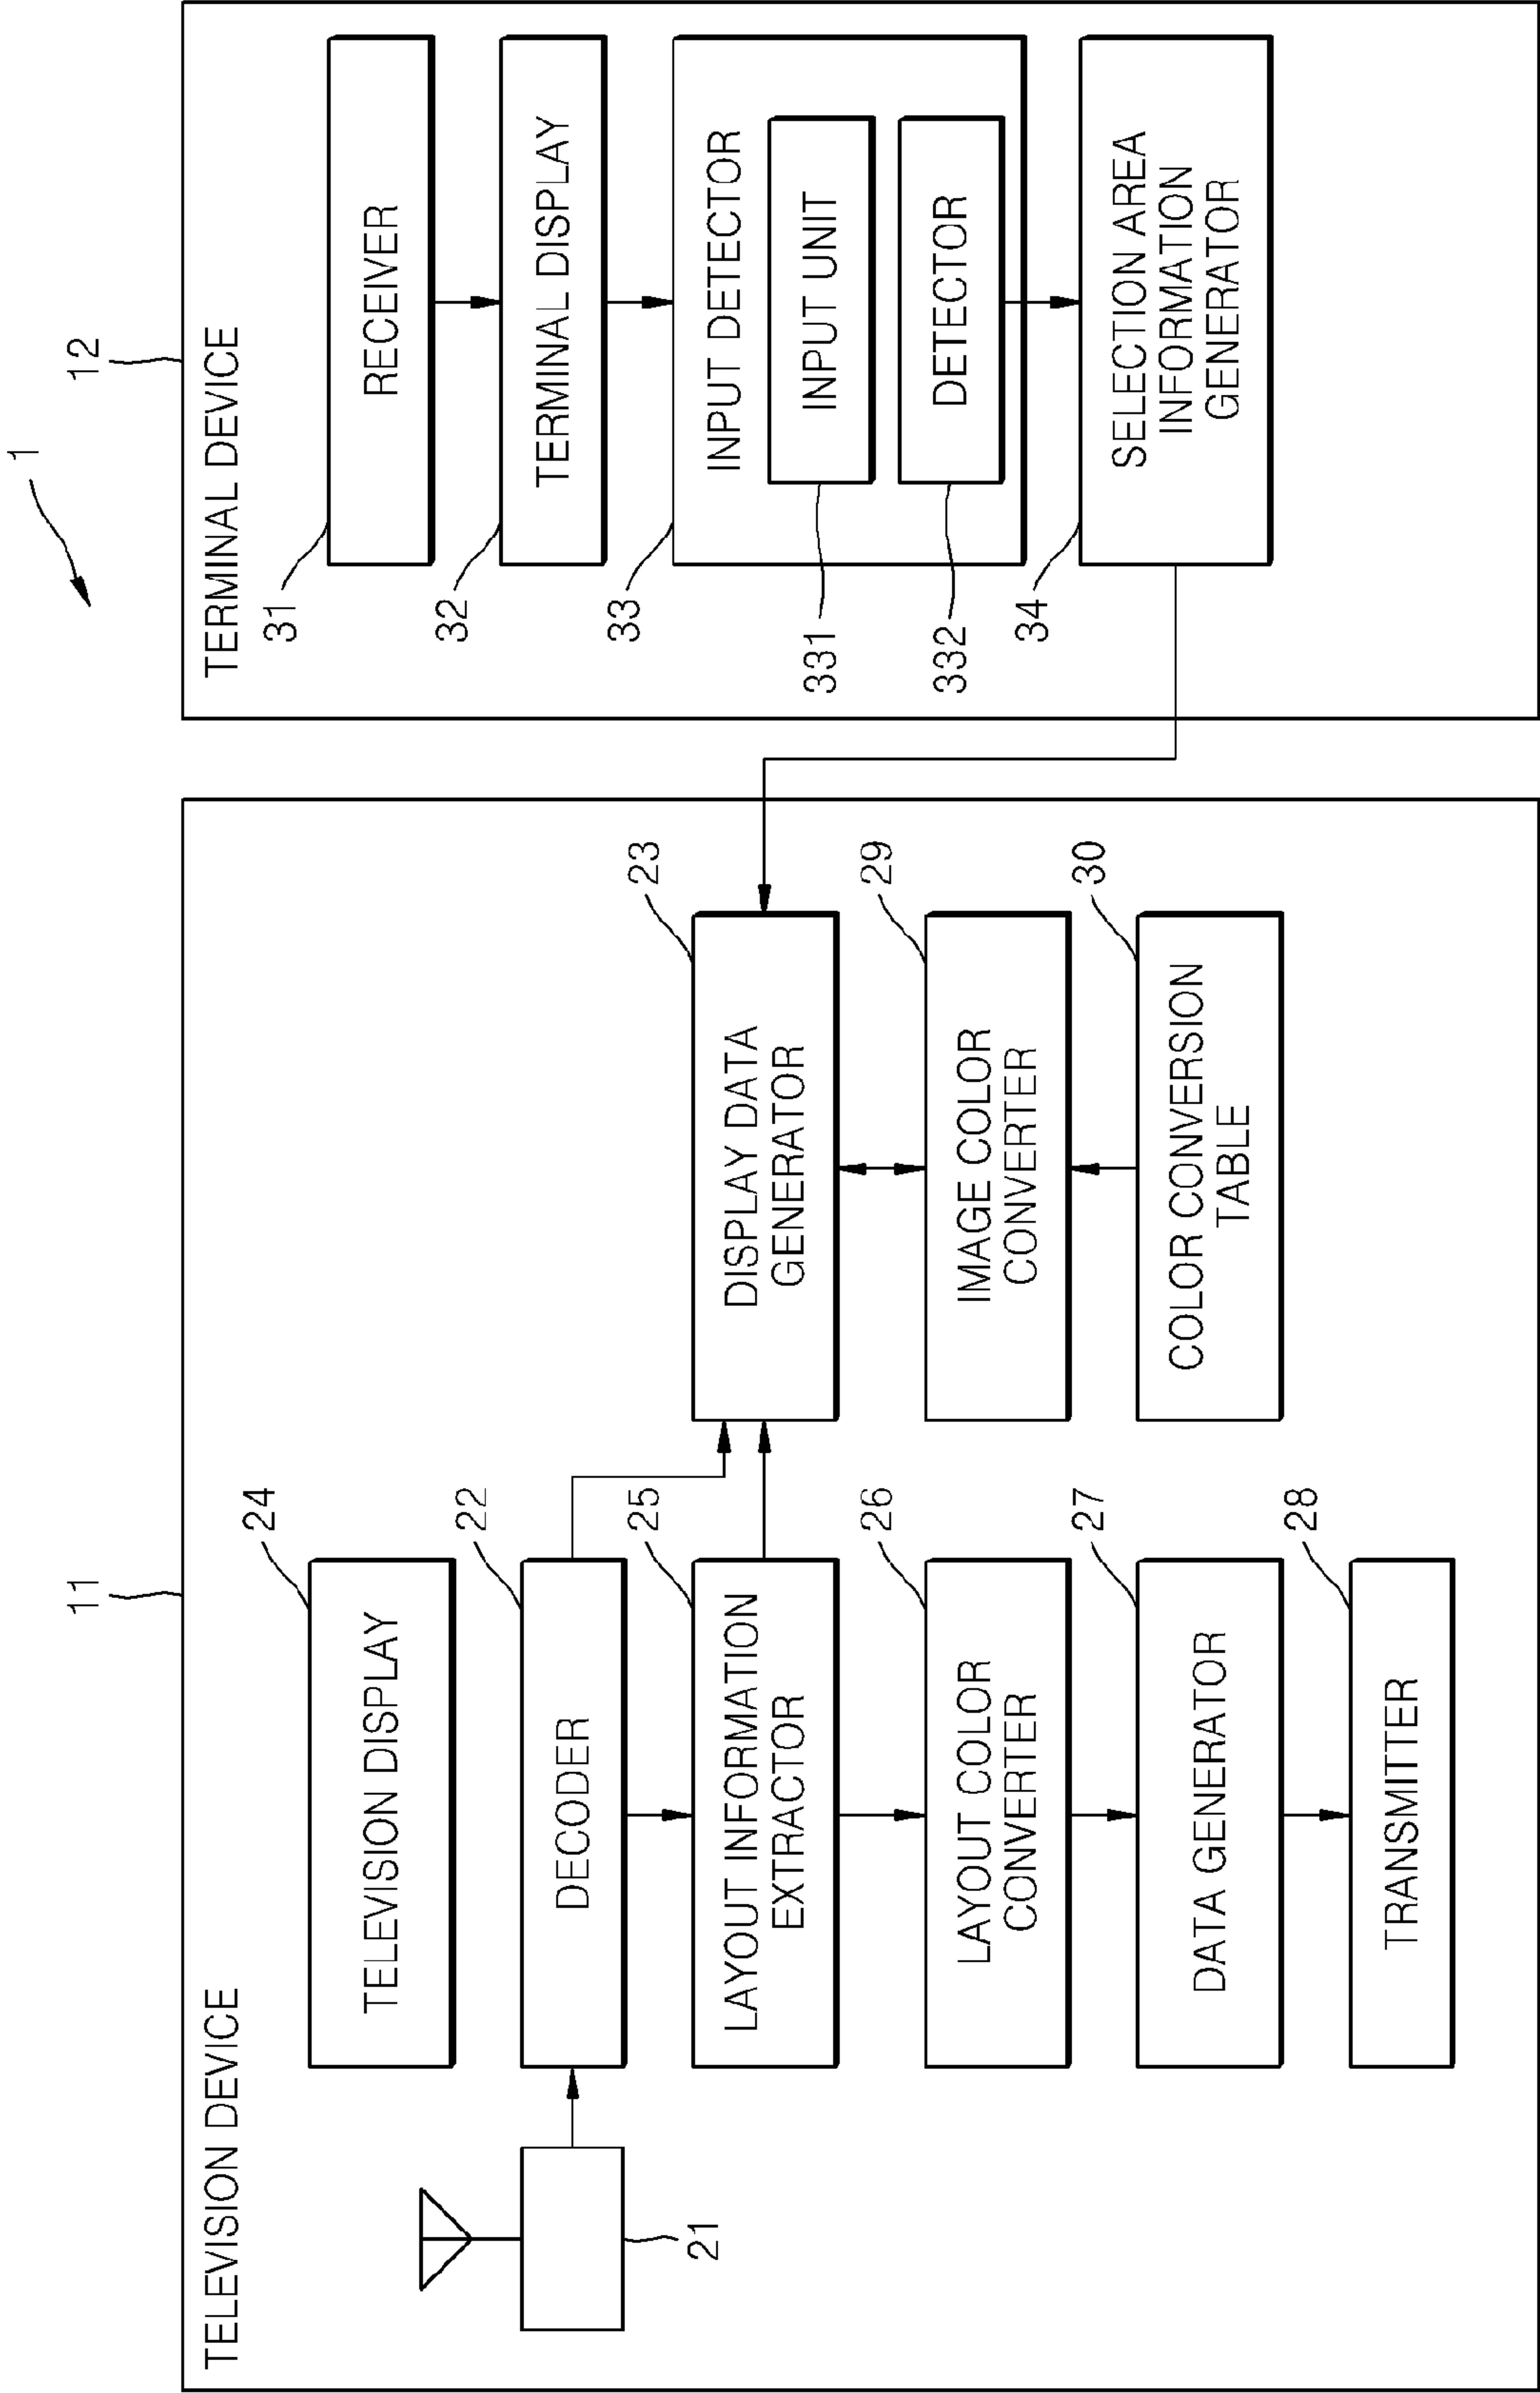 1
11
TELEVISION DEVICE
24
TELEVISION DISPLAY
21
22
DECODER
25
LAYOUT INFORMATION
EXTRACTOR
26
LAYOUT COLOR
CONVERTER
27
DATA GENERATOR
28
TRANSMITTER
23
DISPLAY DATA
GENERATOR
29
IMAGE COLOR
CONVERTER
30
COLOR CONVERSION
TABLE
12
TERMINAL DEVICE
31
RECEIVER
32
TERMINAL DISPLAY
33
INPUT DETECTOR
331
INPUT UNIT
332
DETECTOR
34
SELECTION AREA
INFORMATION
GENERATOR